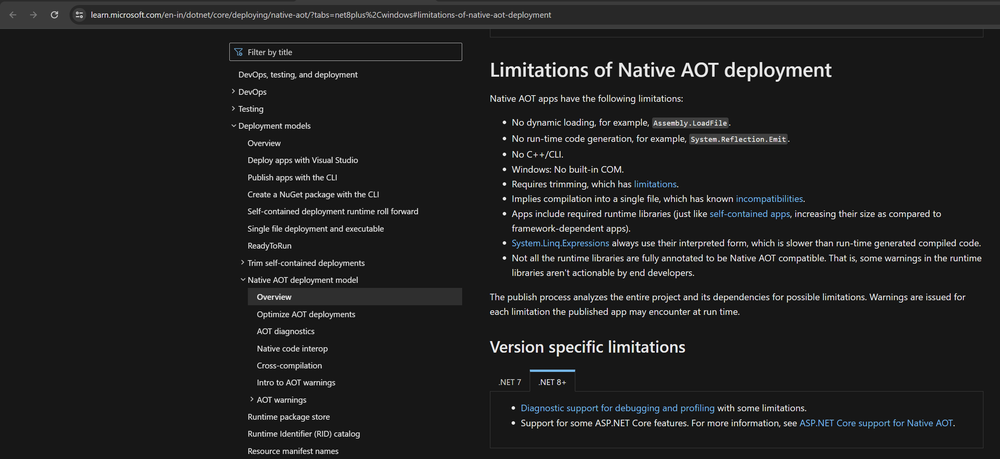 learn.microsoft.com/en-in/dotnet/core/deploying/native-aot/?tabs=net8plus%2Cwindows#limitations-of-native-aot-deployment
Filter by title
DevOps, testing, and deployment
DevOps
Testing
Deployment models
Overview
Deploy apps with Visual Studio
Publish apps with the CLI
Create a NuGet package with the CLI
Self-contained deployment runtime roll forward
Single file deployment and executable
ReadyToRun
Trim self-contained deployments
Native AOT deployment model
Overview
Optimize AOT deployments
AOT diagnostics
Native code interop
Cross-compilation
Intro to AOT warnings
AOT warnings
Runtime package store
Runtime Identifier (RID) catalog
Resource manifest names
Limitations of Native AOT deployment
Native AOT apps have the following limitations:
No dynamic loading, for example, Assembly.LoadFile.
No run-time code generation, for example, System.Reflection.Emit.
No C++/CLI.
Windows: No built-in COM.
Requires trimming, which has limitations.
Implies compilation into a single file, which has known incompatibilities.
Apps include required runtime libraries (just like self-contained apps, increasing their size as compared to
framework-dependent apps).
System.Linq.Expressions always use their interpreted form, which is slower than run-time generated compiled code.
Not all the runtime libraries are fully annotated to be Native AOT compatible. That is, some warnings in the runtime
libraries aren't actionable by end developers.
The publish process analyzes the entire project and its dependencies for possible limitations. Warnings are issued for
each limitation the published app may encounter at run time.
Version specific limitations
.NET 7
.NET 8+
Diagnostic support for debugging and profiling with some limitations.
Support for some ASP.NET Core features. For more information, see ASP.NET Core support for Native AOT.